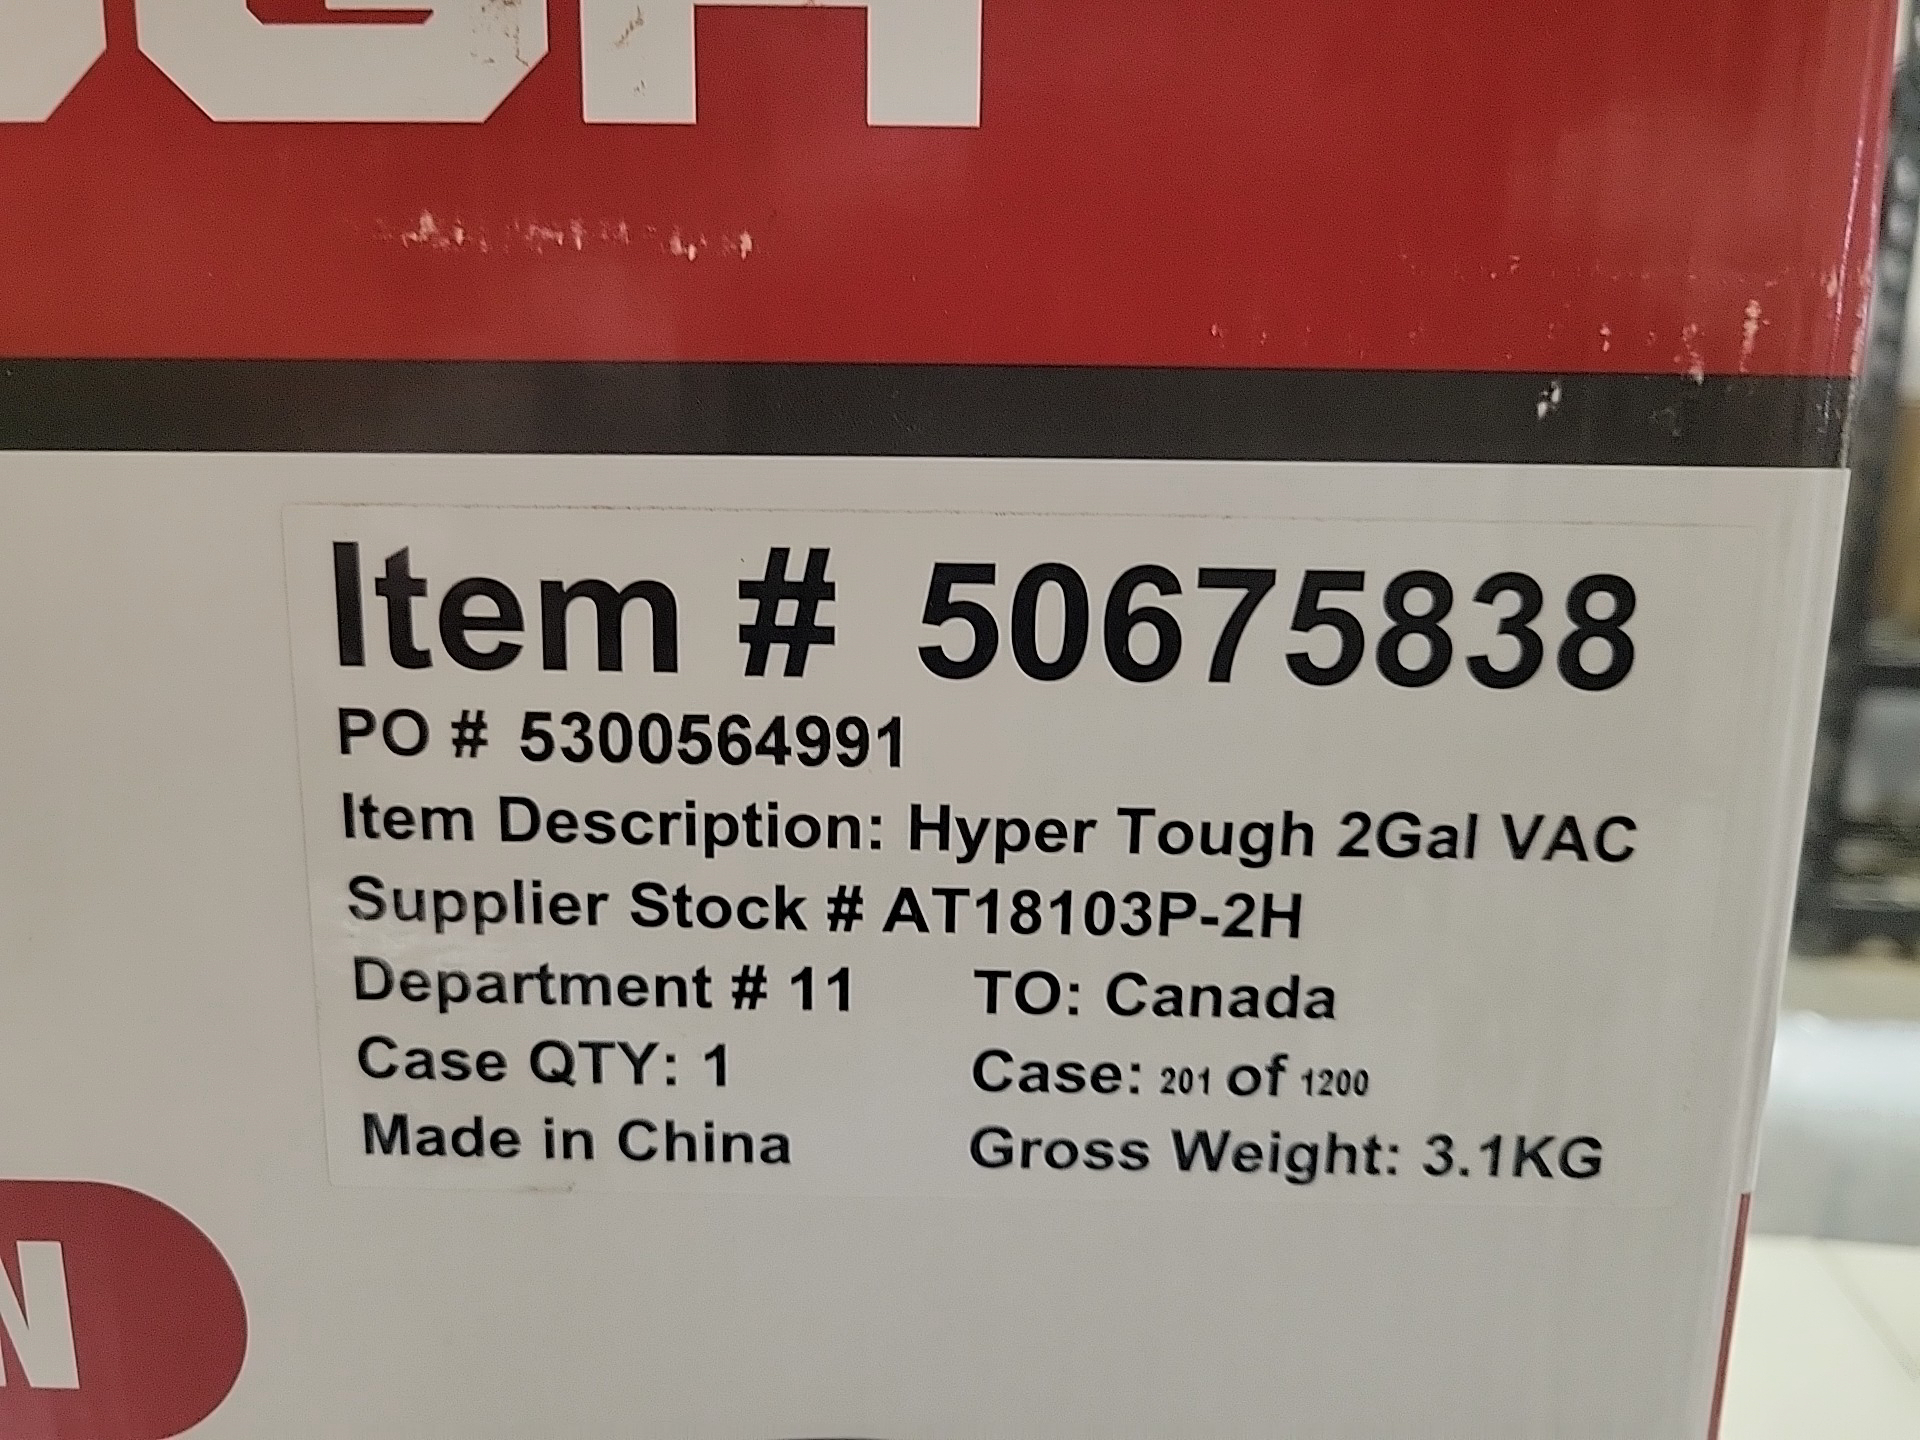 Item # 50675838
PO # 5300564991
Item Description: Hyper Tough 2Gal VAC
Supplier Stock # AT18103P-2H
Department # 11 TO: Canada
Case QTY: 1 Case: 201 of 1200
Made in China Gross Weight: 3.1KG
N